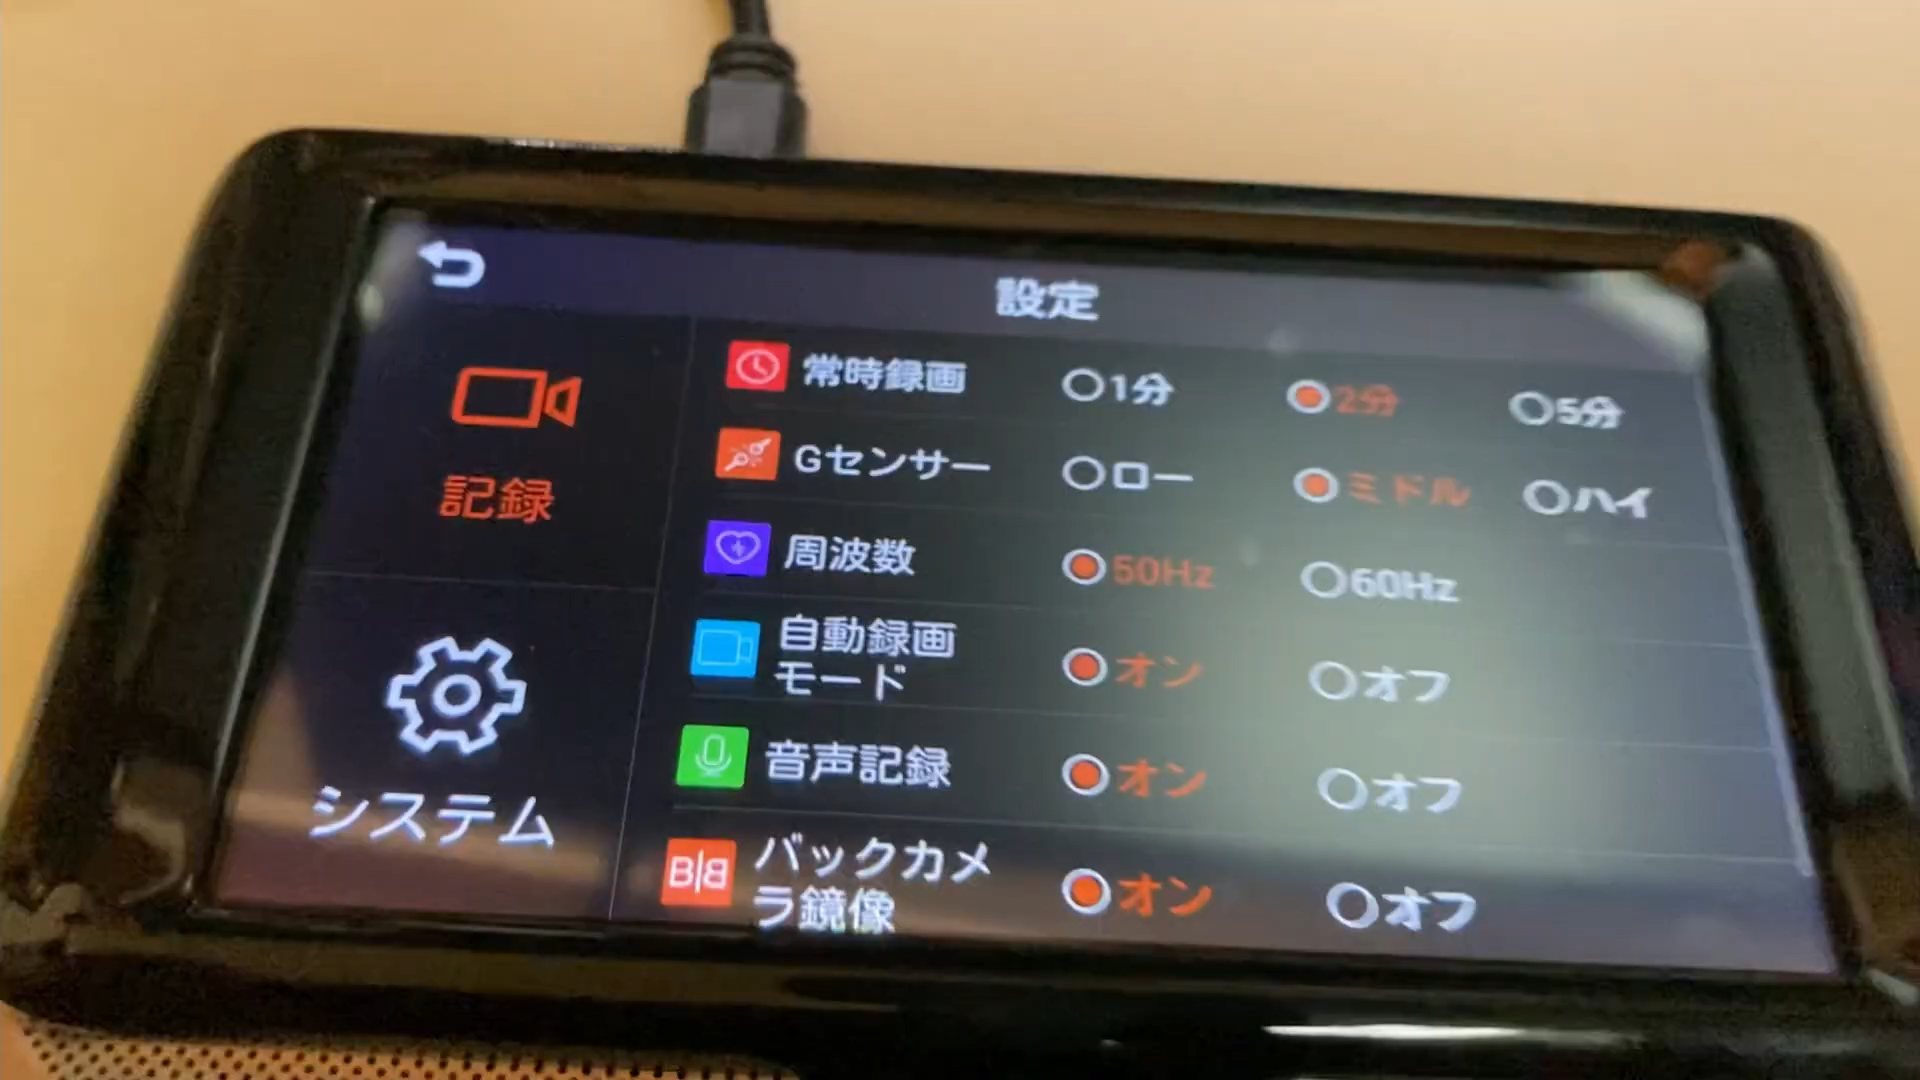 設定
記録
システム
常時録画 1分 2分 5分
Gセンサー ロー ミドル ハイ
周波数 50Hz 60Hz
自動録画
モード オン オフ
音声記録 オン オフ
B|B バックカメ
ラ鏡像 オン オフ